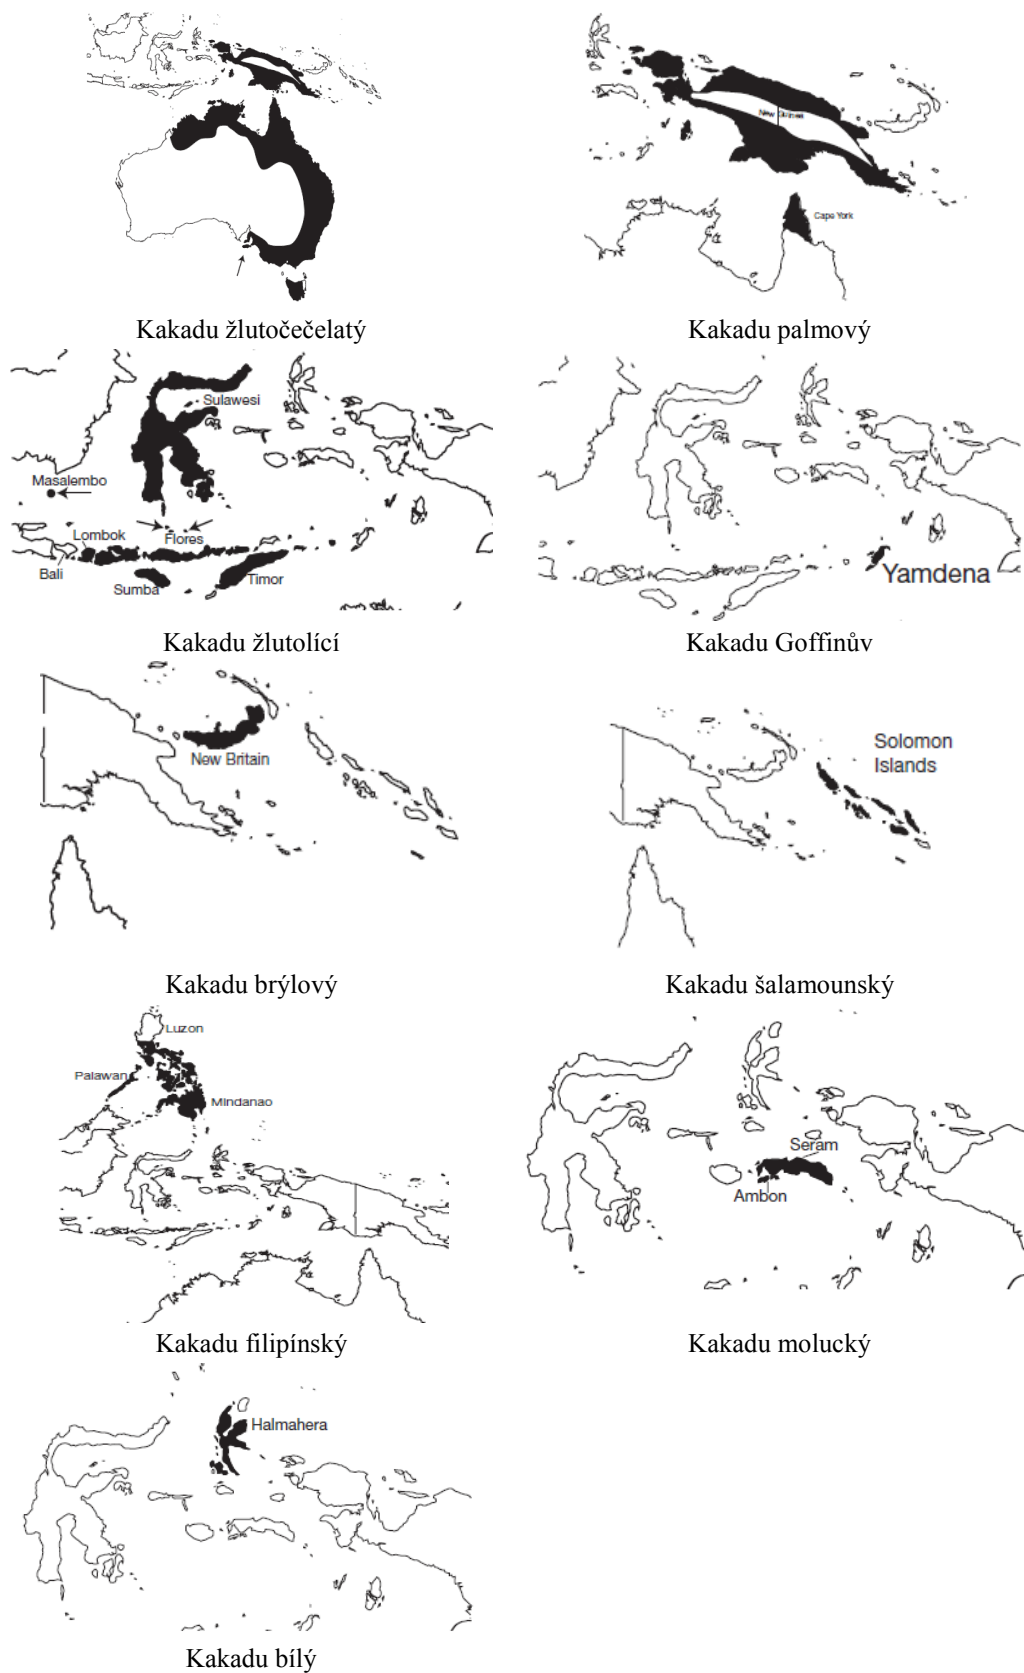 New Guinea
Cape York
Kakadu žlutočečelatý
Kakadu palmový
Sulawesi
Masalembo
Lombok
Flores
Bali
Sumba
Timor
Yamdena
Kakadu žlutolící
Kakadu Goffinův
New Britain
Solomon
Islands
Kakadu brýlový
Kakadu šalamounský
Luzon
Palawan
Mindanao
Seram
Ambon
Kakadu filipínský
Kakadu molucký
Halmahera
Kakadu bílý